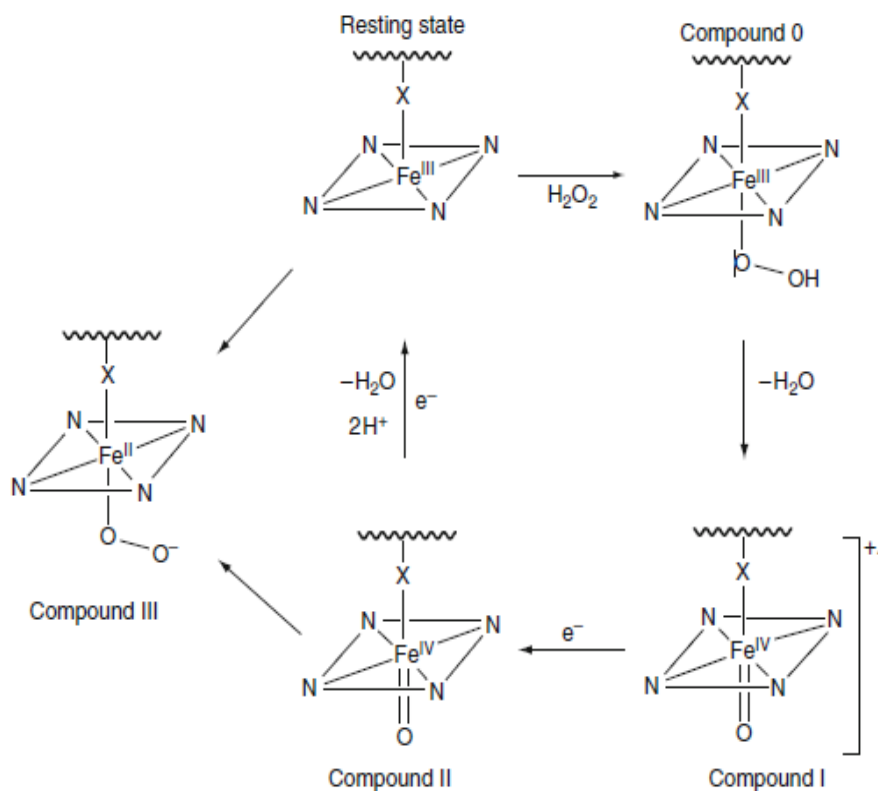 Resting state
X
N
N
Fe^III
N
N
H₂O₂
Compound 0
X
N
N
Fe^III
N
N
O
OH
−H₂O
X
N
N
Fe^IV
N
N
O
+.
Compound I
e⁻
X
N
N
Fe^IV
N
N
O
Compound II
−H₂O
2H⁺
e⁻
X
N
N
Fe^II
N
N
O
O⁻
Compound III